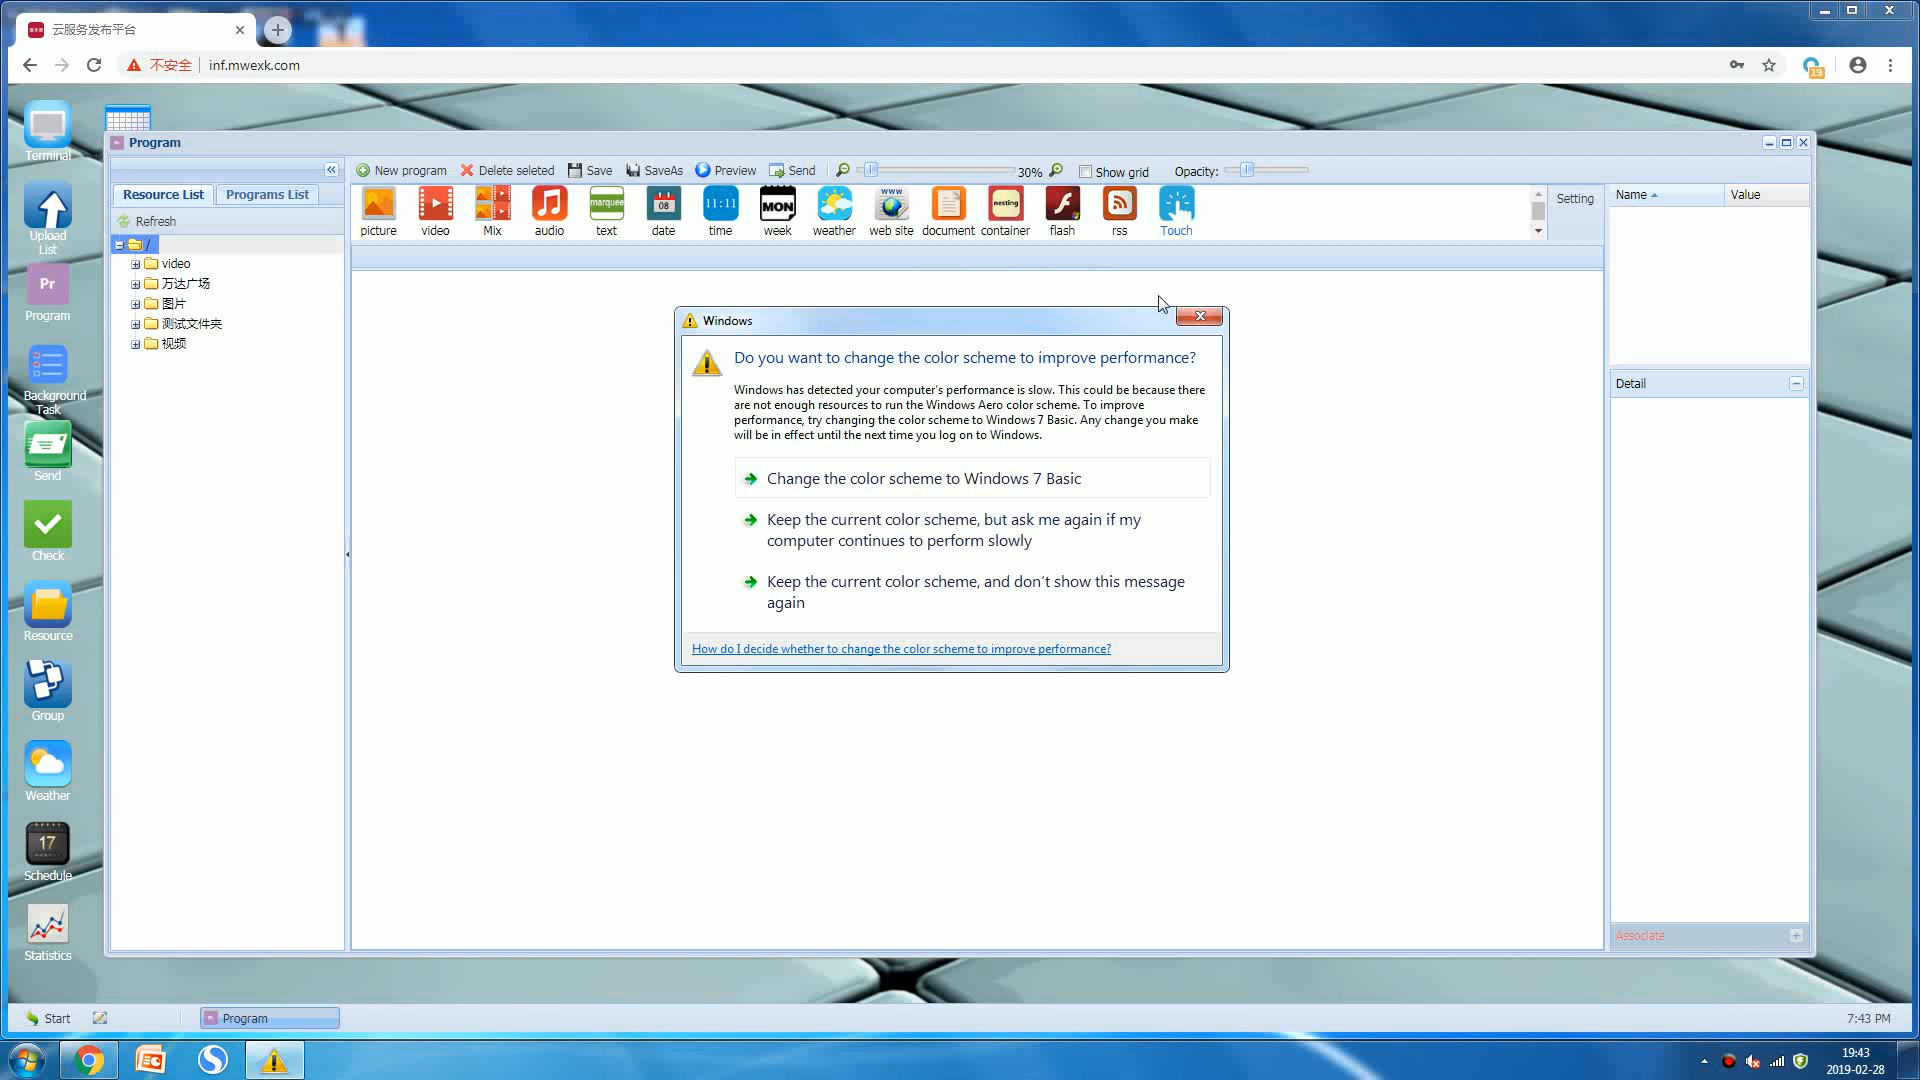 云服务发布平台
不安全
inf.mwexk.com
19
Terminal
Upload
List
Pr
Program
Background
Task
Send
Check
Resource
Group
Weather
17
Schedule
Statistics
Program
New program
Delete seleted
Save
SaveAs
Preview
Send
30%
Show grid
Opacity:
Resource List
Programs List
Refresh
/
video
万达广场
图片
测试文件夹
视频
marquee
08
11:11
MON
www
nesting
picture
video
Mix
audio
text
date
time
week
weather
web site
document
container
flash
rss
Touch
Setting
Name
Value
Detail
Associate
Windows
Do you want to change the color scheme to improve performance?
Windows has detected your computer's performance is slow. This could be because there
are not enough resources to run the Windows Aero color scheme. To improve
performance, try changing the color scheme to Windows 7 Basic. Any change you make
will be in effect until the next time you log on to Windows.
Change the color scheme to Windows 7 Basic
Keep the current color scheme, but ask me again if my
computer continues to perform slowly
Keep the current color scheme, and don't show this message
again
How do I decide whether to change the color scheme to improve performance?
Start
Program
7:43 PM
19:43
2019-02-28